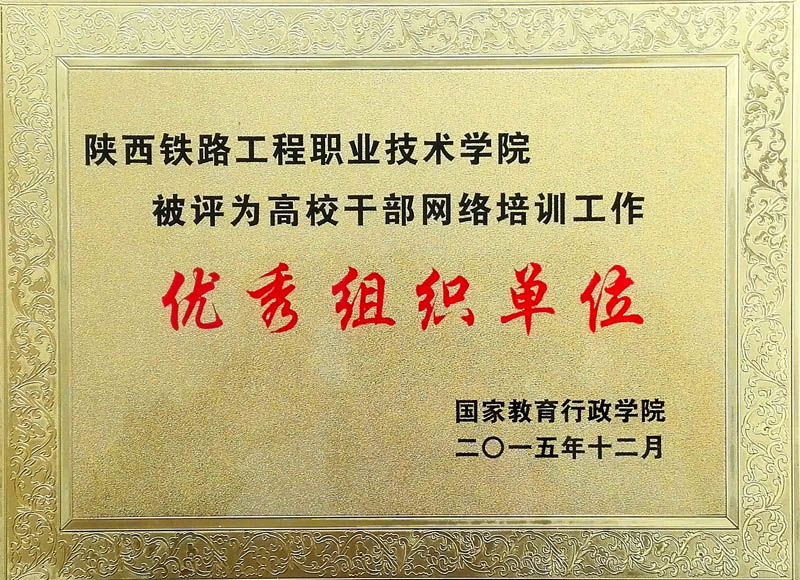 陕西铁路工程职业技术学院
被评为高校干部网络培训工作
优秀组织单位
国家教育行政学院
二〇一五年十二月